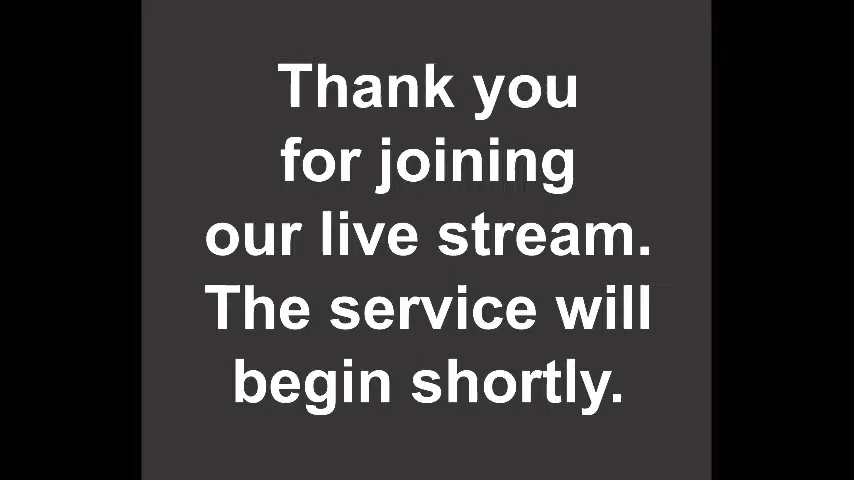 Thank you
for joining
our live stream.
The service will
begin shortly.